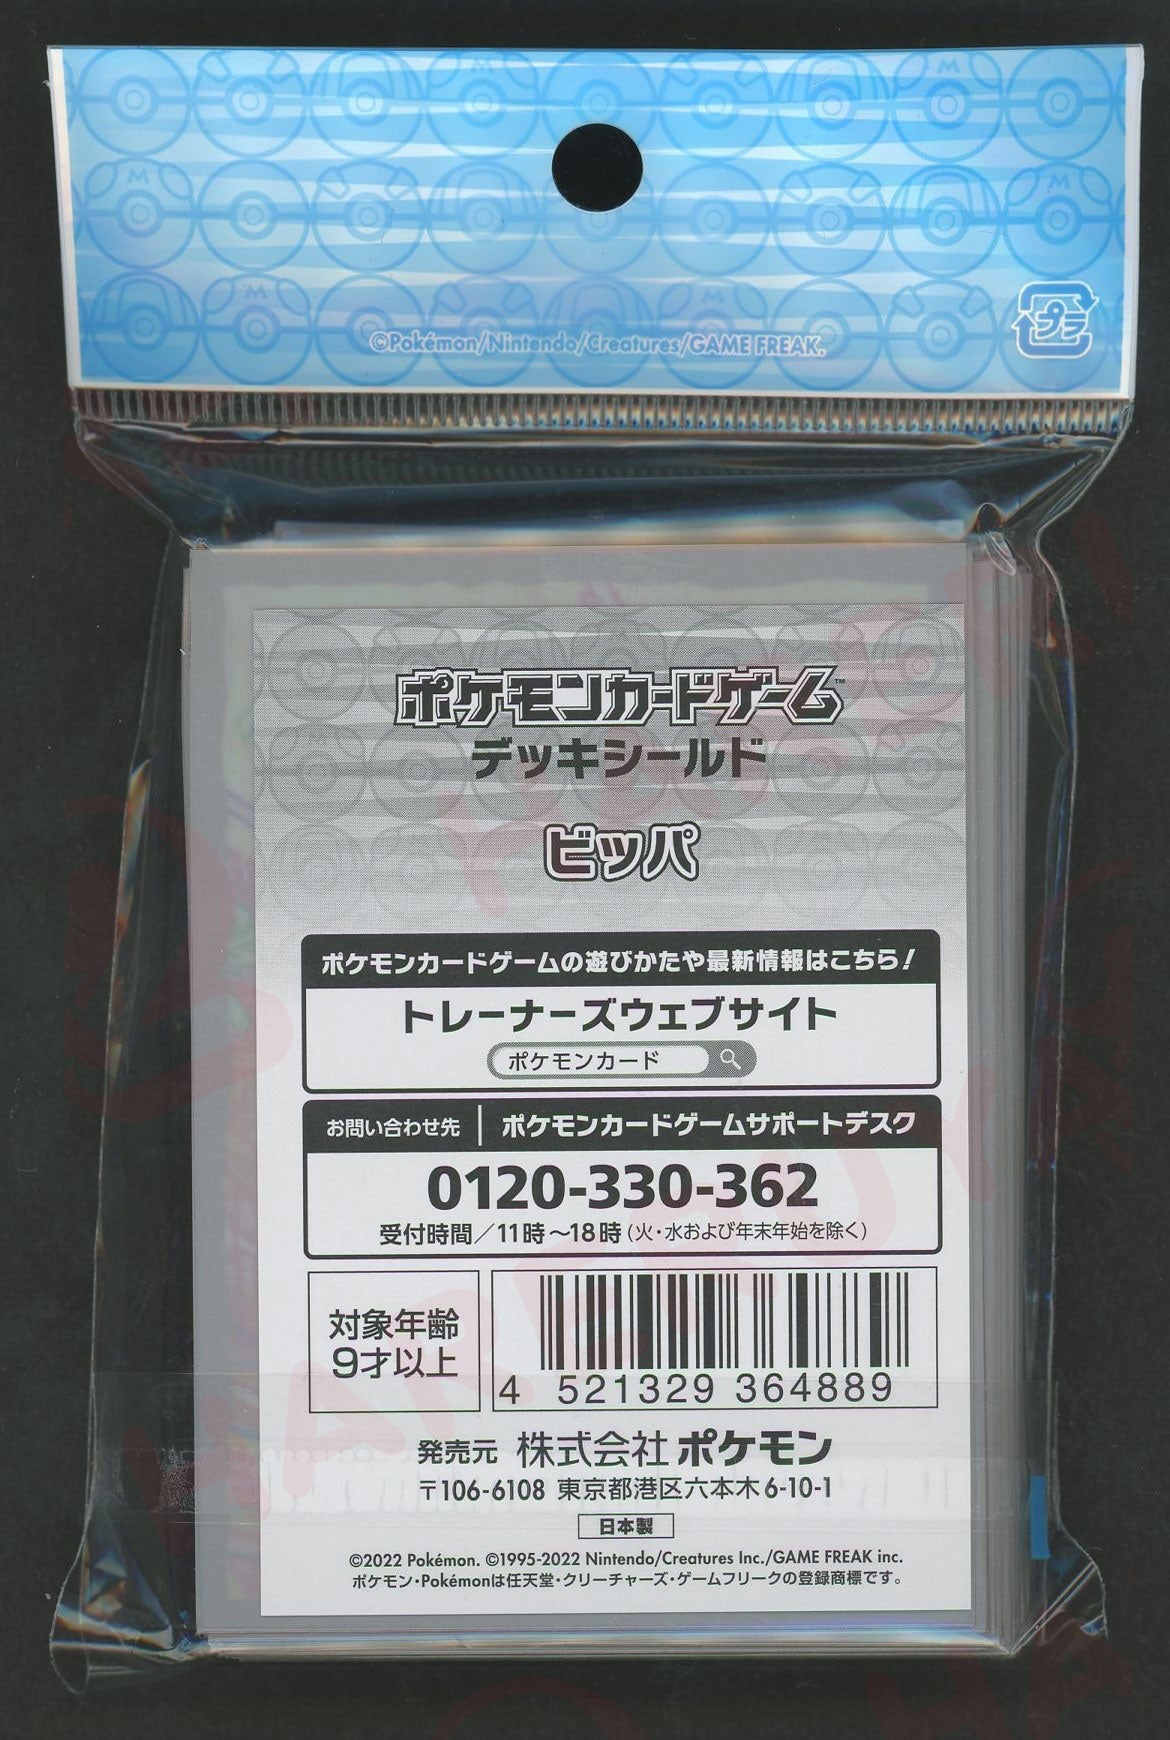 ©Pokémon/Nintendo/Creatures/GAME FREAK.
プラ
ポケモンカードゲーム™
デッキシールド
ビッパ
ポケモンカードゲームの遊びかたや最新情報はこちら!
トレーナーズウェブサイト
ポケモンカード
お問い合わせ先 ポケモンカードゲームサポートデスク
0120-330-362
受付時間/11時~18時(火・水および年末年始を除く)
対象年齢
9才以上
4 521329 364889
発売元 株式会社ポケモン
〒106-6108 東京都港区六本木6-10-1
日本製
©2022 Pokémon. ©1995-2022 Nintendo/Creatures Inc./GAME FREAK inc.
ポケモン・Pokémonは任天堂・クリーチャーズ・ゲームフリークの登録商標です。